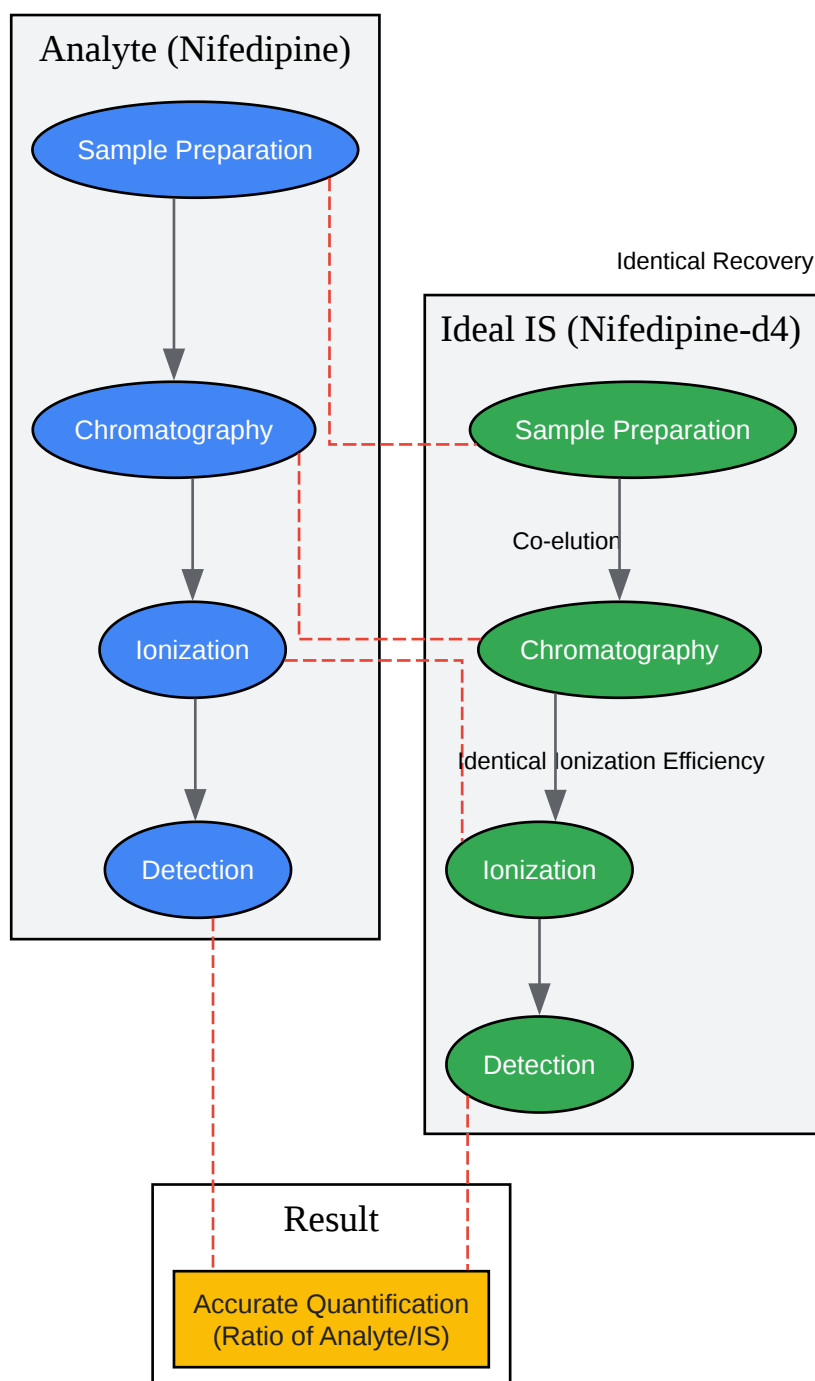 Analyte (Nifedipine)
Sample Preparation
Chromatography
Ionization
Detection
Identical Recovery
Ideal IS (Nifedipine-d4)
Sample Preparation
Co-elution
Chromatography
Identical Ionization Efficiency
Ionization
Detection
Result
Accurate Quantification
(Ratio of Analyte/IS)